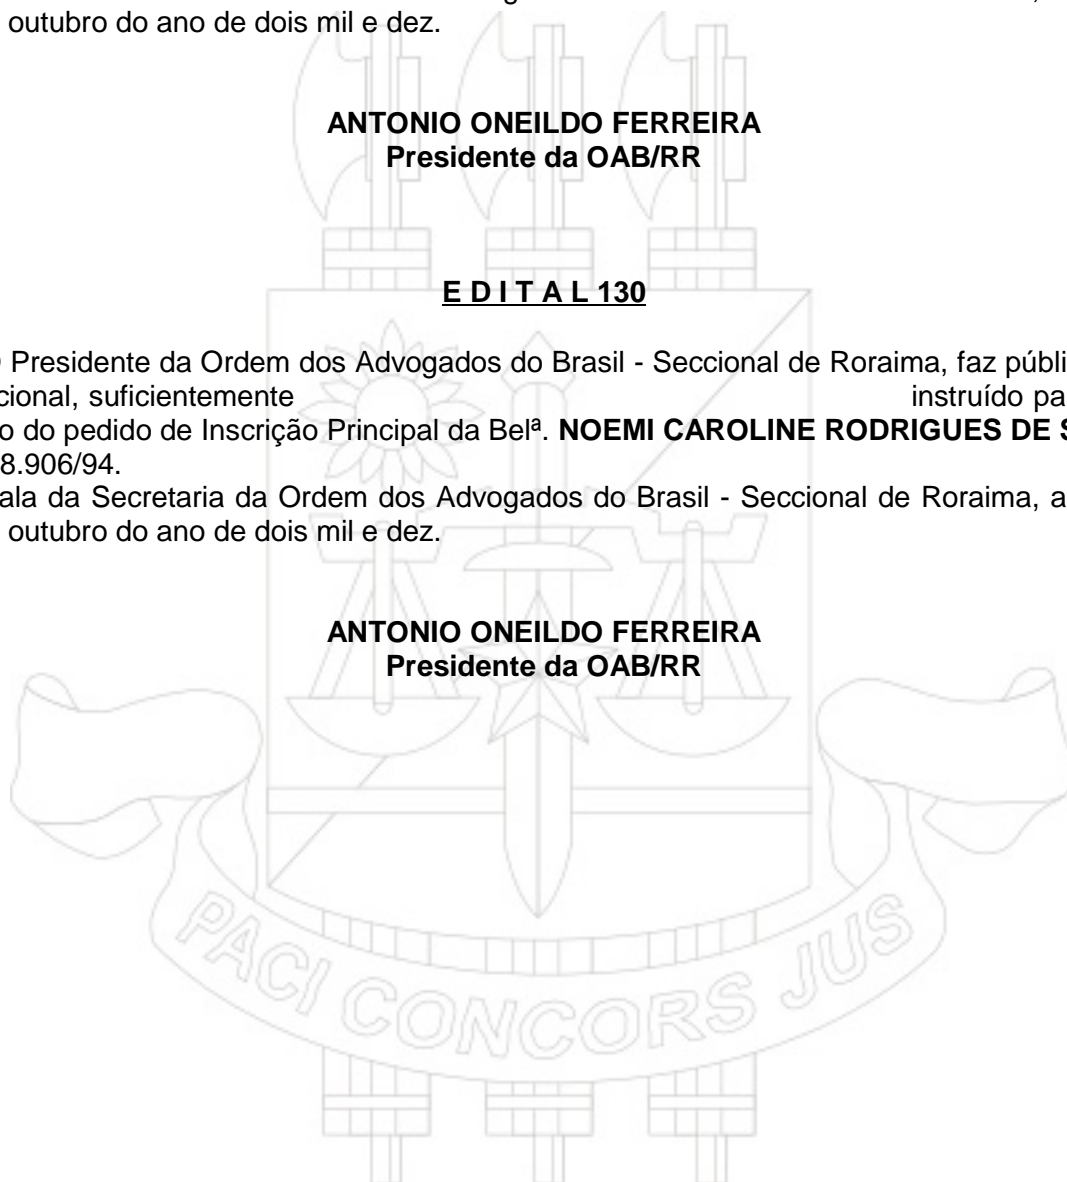 outubro do ano de dois mil e dez.
ANTONIO ONEILDO FERREIRA
Presidente da OAB/RR
E D I T A L 130
Presidente da Ordem dos Advogados do Brasil - Seccional de Roraima, faz públi
cional, suficientemente instruído pa
o do pedido de Inscrição Principal da Belª. NOEMI CAROLINE RODRIGUES DE S
8.906/94.
ala da Secretaria da Ordem dos Advogados do Brasil - Seccional de Roraima, a
outubro do ano de dois mil e dez.
ANTONIO ONEILDO FERREIRA
Presidente da OAB/RR
PACI CONCORS JUS